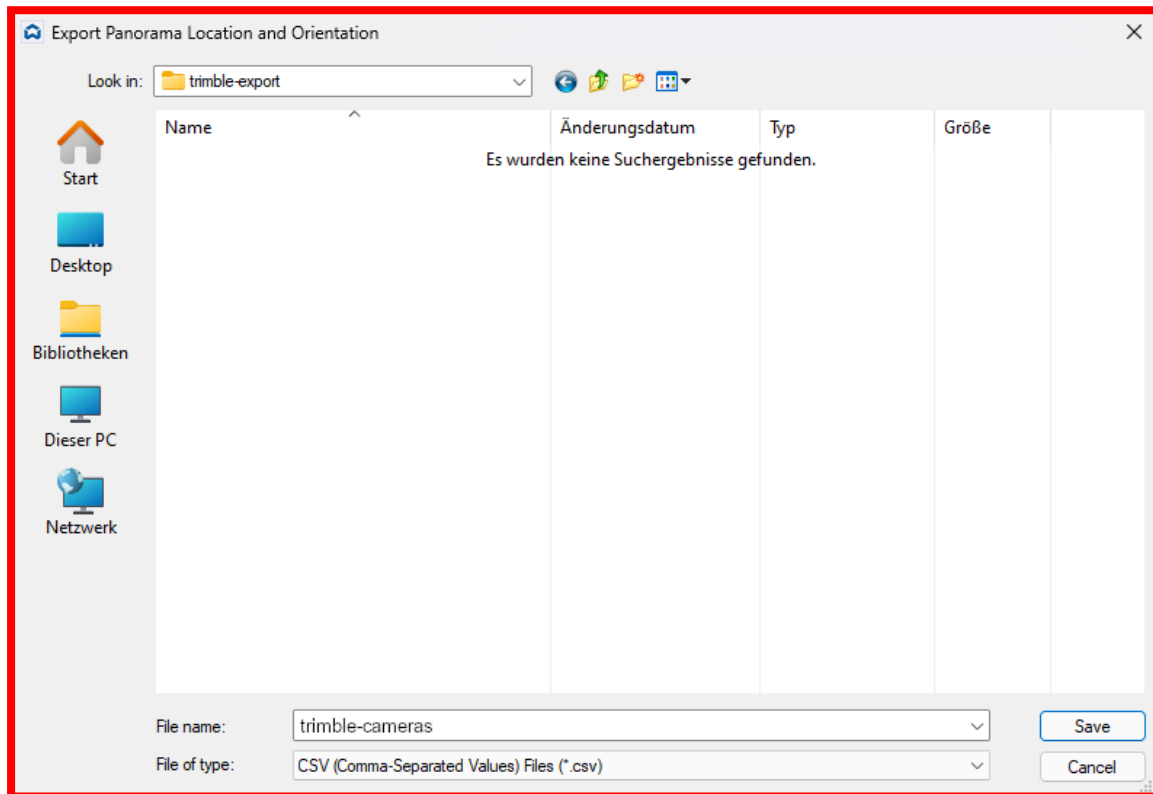 Export Panorama Location and Orientation
Look in: trimble-export
Name Änderungsdatum Typ Größe
Es wurden keine Suchergebnisse gefunden.
Start
Desktop
Bibliotheken
Dieser PC
Netzwerk
File name: trimble-cameras Save
File of type: CSV (Comma-Separated Values) Files (*.csv) Cancel